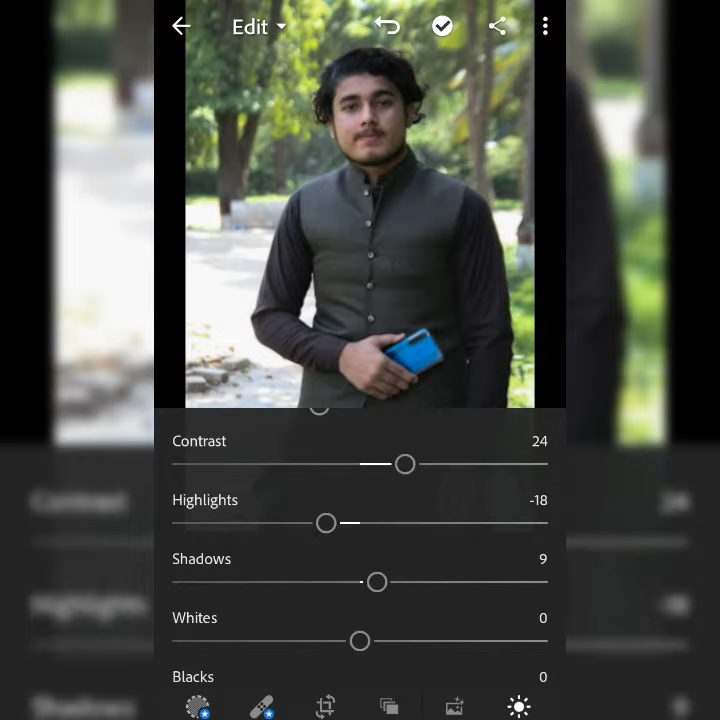 Edit
Contrast 24
Highlights -18
Shadows 9
Whites 0
Blacks 0